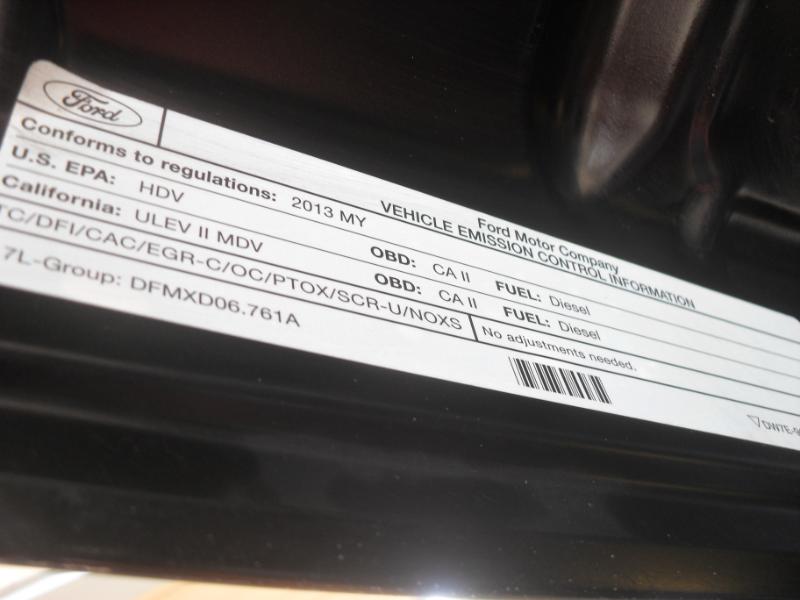 Ford
Ford Motor Company
VEHICLE EMISSION CONTROL INFORMATION
Conforms to regulations: 2013 MY
U.S. EPA: HDV OBD: CA II FUEL: Diesel
California: ULEV II MDV OBD: CA II FUEL: Diesel
TC/DFI/CAC/EGR-C/OC/PTOX/SCR-U/NOXS No adjustments needed.
7L-Group: DFMXD06.761A
DW7E-9